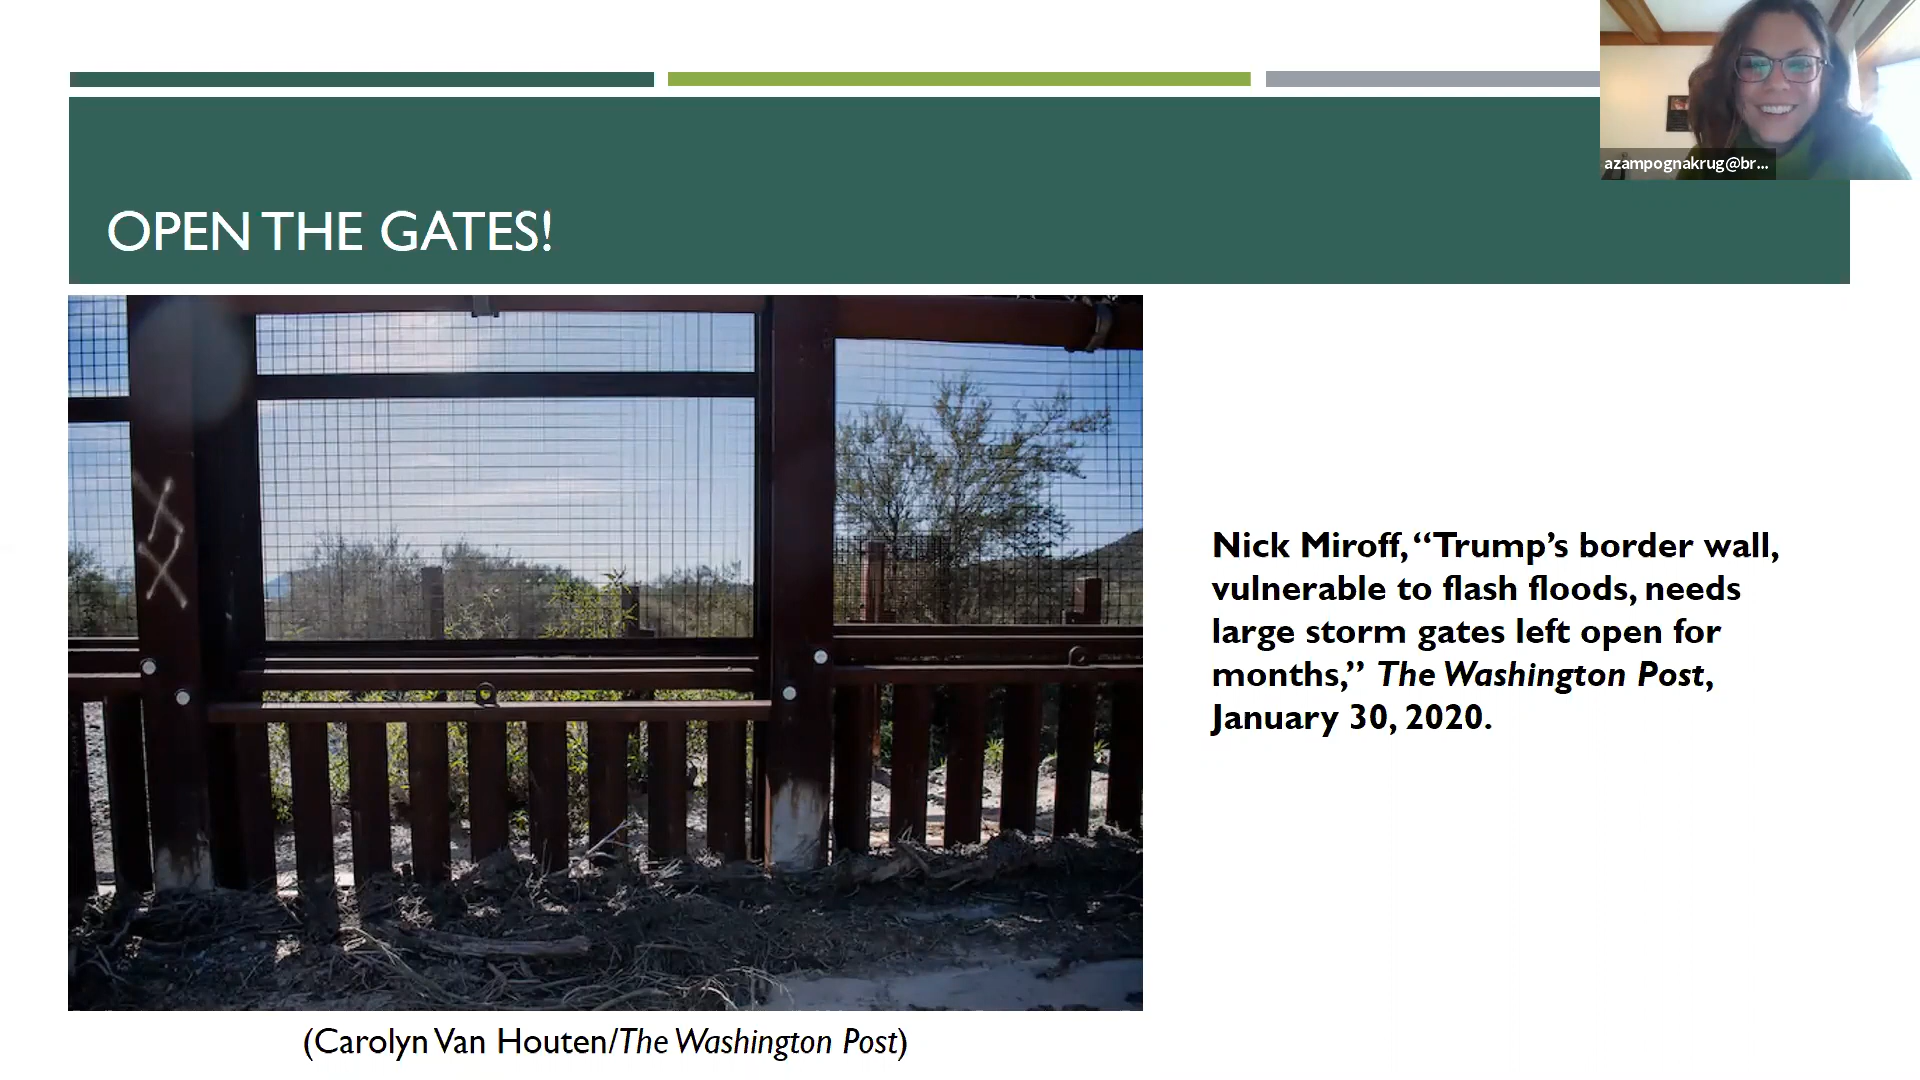 azampognakrug@br...
OPEN THE GATES!
Nick Miroff, “Trump’s border wall,
vulnerable to flash floods, needs
large storm gates left open for
months,” The Washington Post,
January 30, 2020.
(Carolyn Van Houten/The Washington Post)